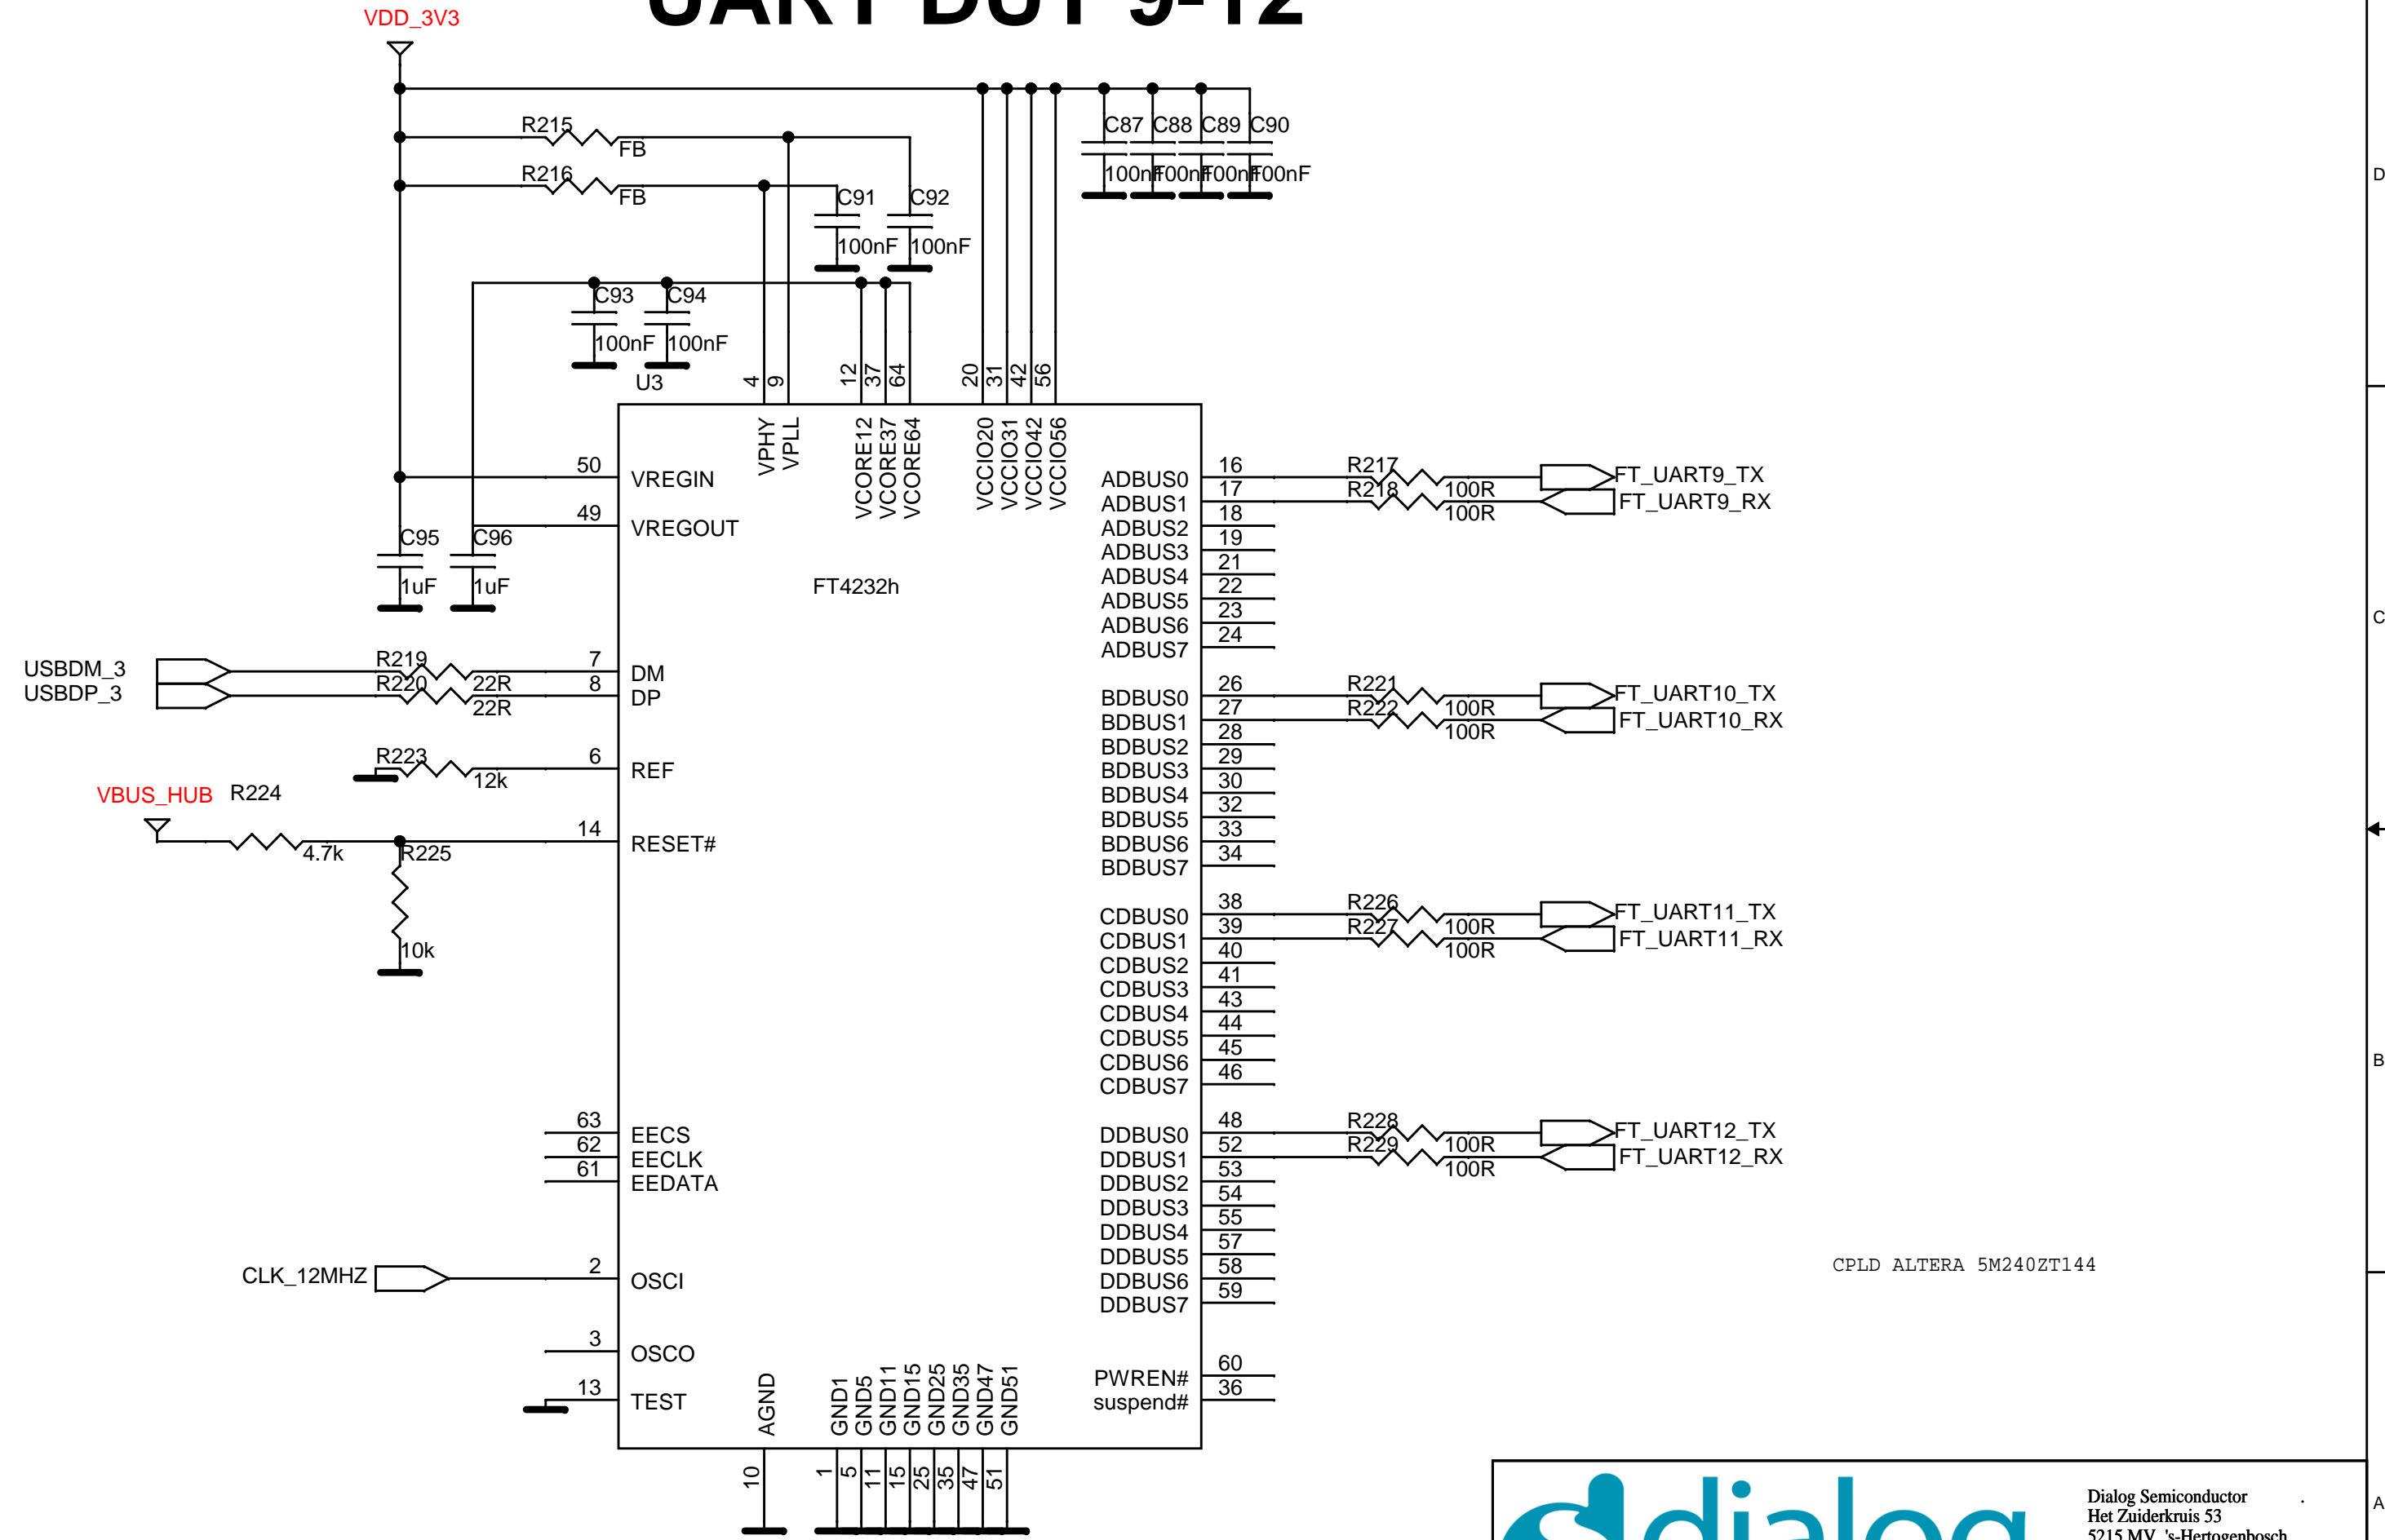 UART DUT 9-12
VDD_3V3
R215
FB
R216
FB
C87 C88 C89 C90
100nF 100nF 100nF 100nF
C91 C92
100nF 100nF
C93 C94
100nF 100nF
U3
4 9 12 37 64 20 31 42 56
VPHY VPLL VCORE12 VCORE37 VCORE64 VCCIO20 VCCIO31 VCCIO42 VCCIO56
50 VREGIN
49 VREGOUT
C95 C96
1uF 1uF
FT4232h
USBDM_3 R219 22R 7 DM
USBDP_3 R220 22R 8 DP
R223 12k 6 REF
VBUS_HUB R224
4.7k R225 14 RESET#
10k
63 EECS
62 EECLK
61 EEDATA
CLK_12MHZ 2 OSCI
3 OSCO
13 TEST
ADBUS0 16 R217 100R FT_UART9_TX
ADBUS1 17 R218 100R FT_UART9_RX
ADBUS2 18
ADBUS3 19
ADBUS4 21
ADBUS5 22
ADBUS6 23
ADBUS7 24
BDBUS0 26 R221 100R FT_UART10_TX
BDBUS1 27 R222 100R FT_UART10_RX
BDBUS2 28
BDBUS3 29
BDBUS4 30
BDBUS5 32
BDBUS6 33
BDBUS7 34
CDBUS0 38 R226 100R FT_UART11_TX
CDBUS1 39 R227 100R FT_UART11_RX
CDBUS2 40
CDBUS3 41
CDBUS4 43
CDBUS5 44
CDBUS6 45
CDBUS7 46
DDBUS0 48 R228 100R FT_UART12_TX
DDBUS1 52 R229 100R FT_UART12_RX
DDBUS2 53
DDBUS3 54
DDBUS4 55
DDBUS5 57
DDBUS6 58
DDBUS7 59
PWREN# 60
suspend# 36
AGND GND1 GND5 GND11 GND15 GND25 GND35 GND47 GND51
10 1 5 11 15 25 35 47 51
CPLD ALTERA 5M240ZT144
D
C
B
A
dialog
Dialog Semiconductor .
Het Zuiderkruis 53
5215 MV 's-Hertogenbosch